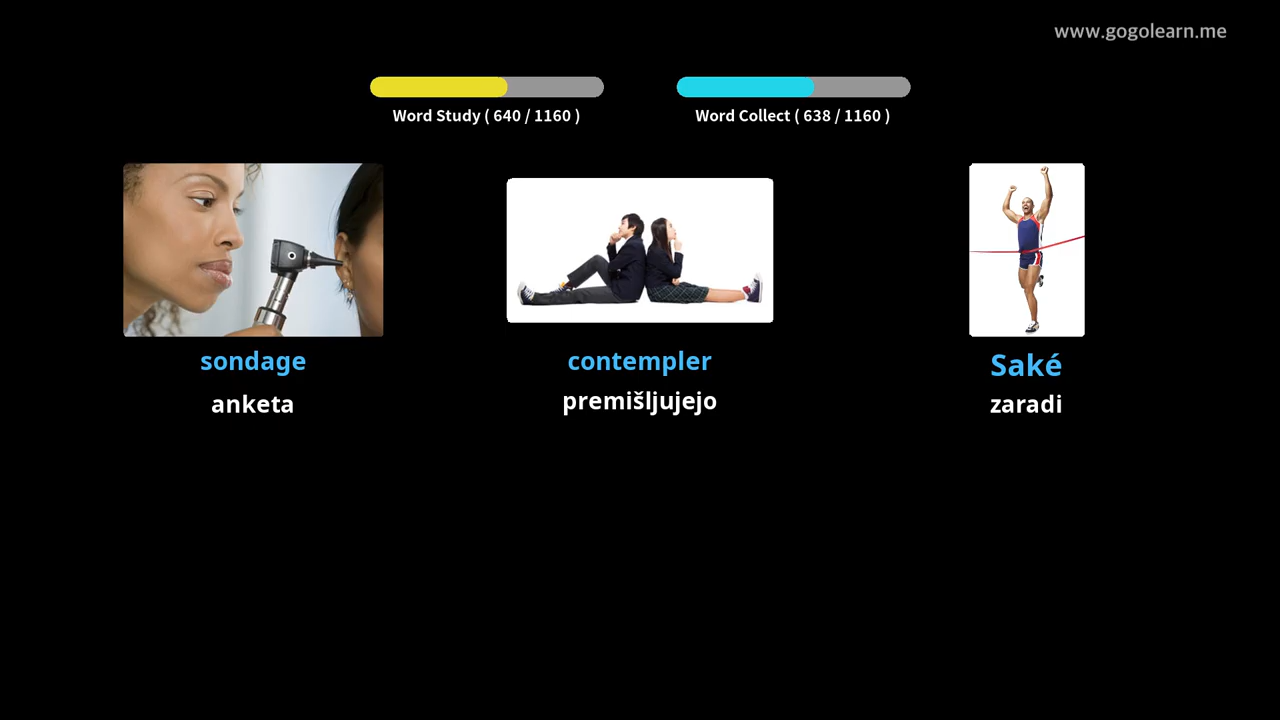 www.gogolearn.me
Word Study ( 640 / 1160 )
Word Collect ( 638 / 1160 )
sondage
contempler
Saké
anketa
premišljujejo
zaradi